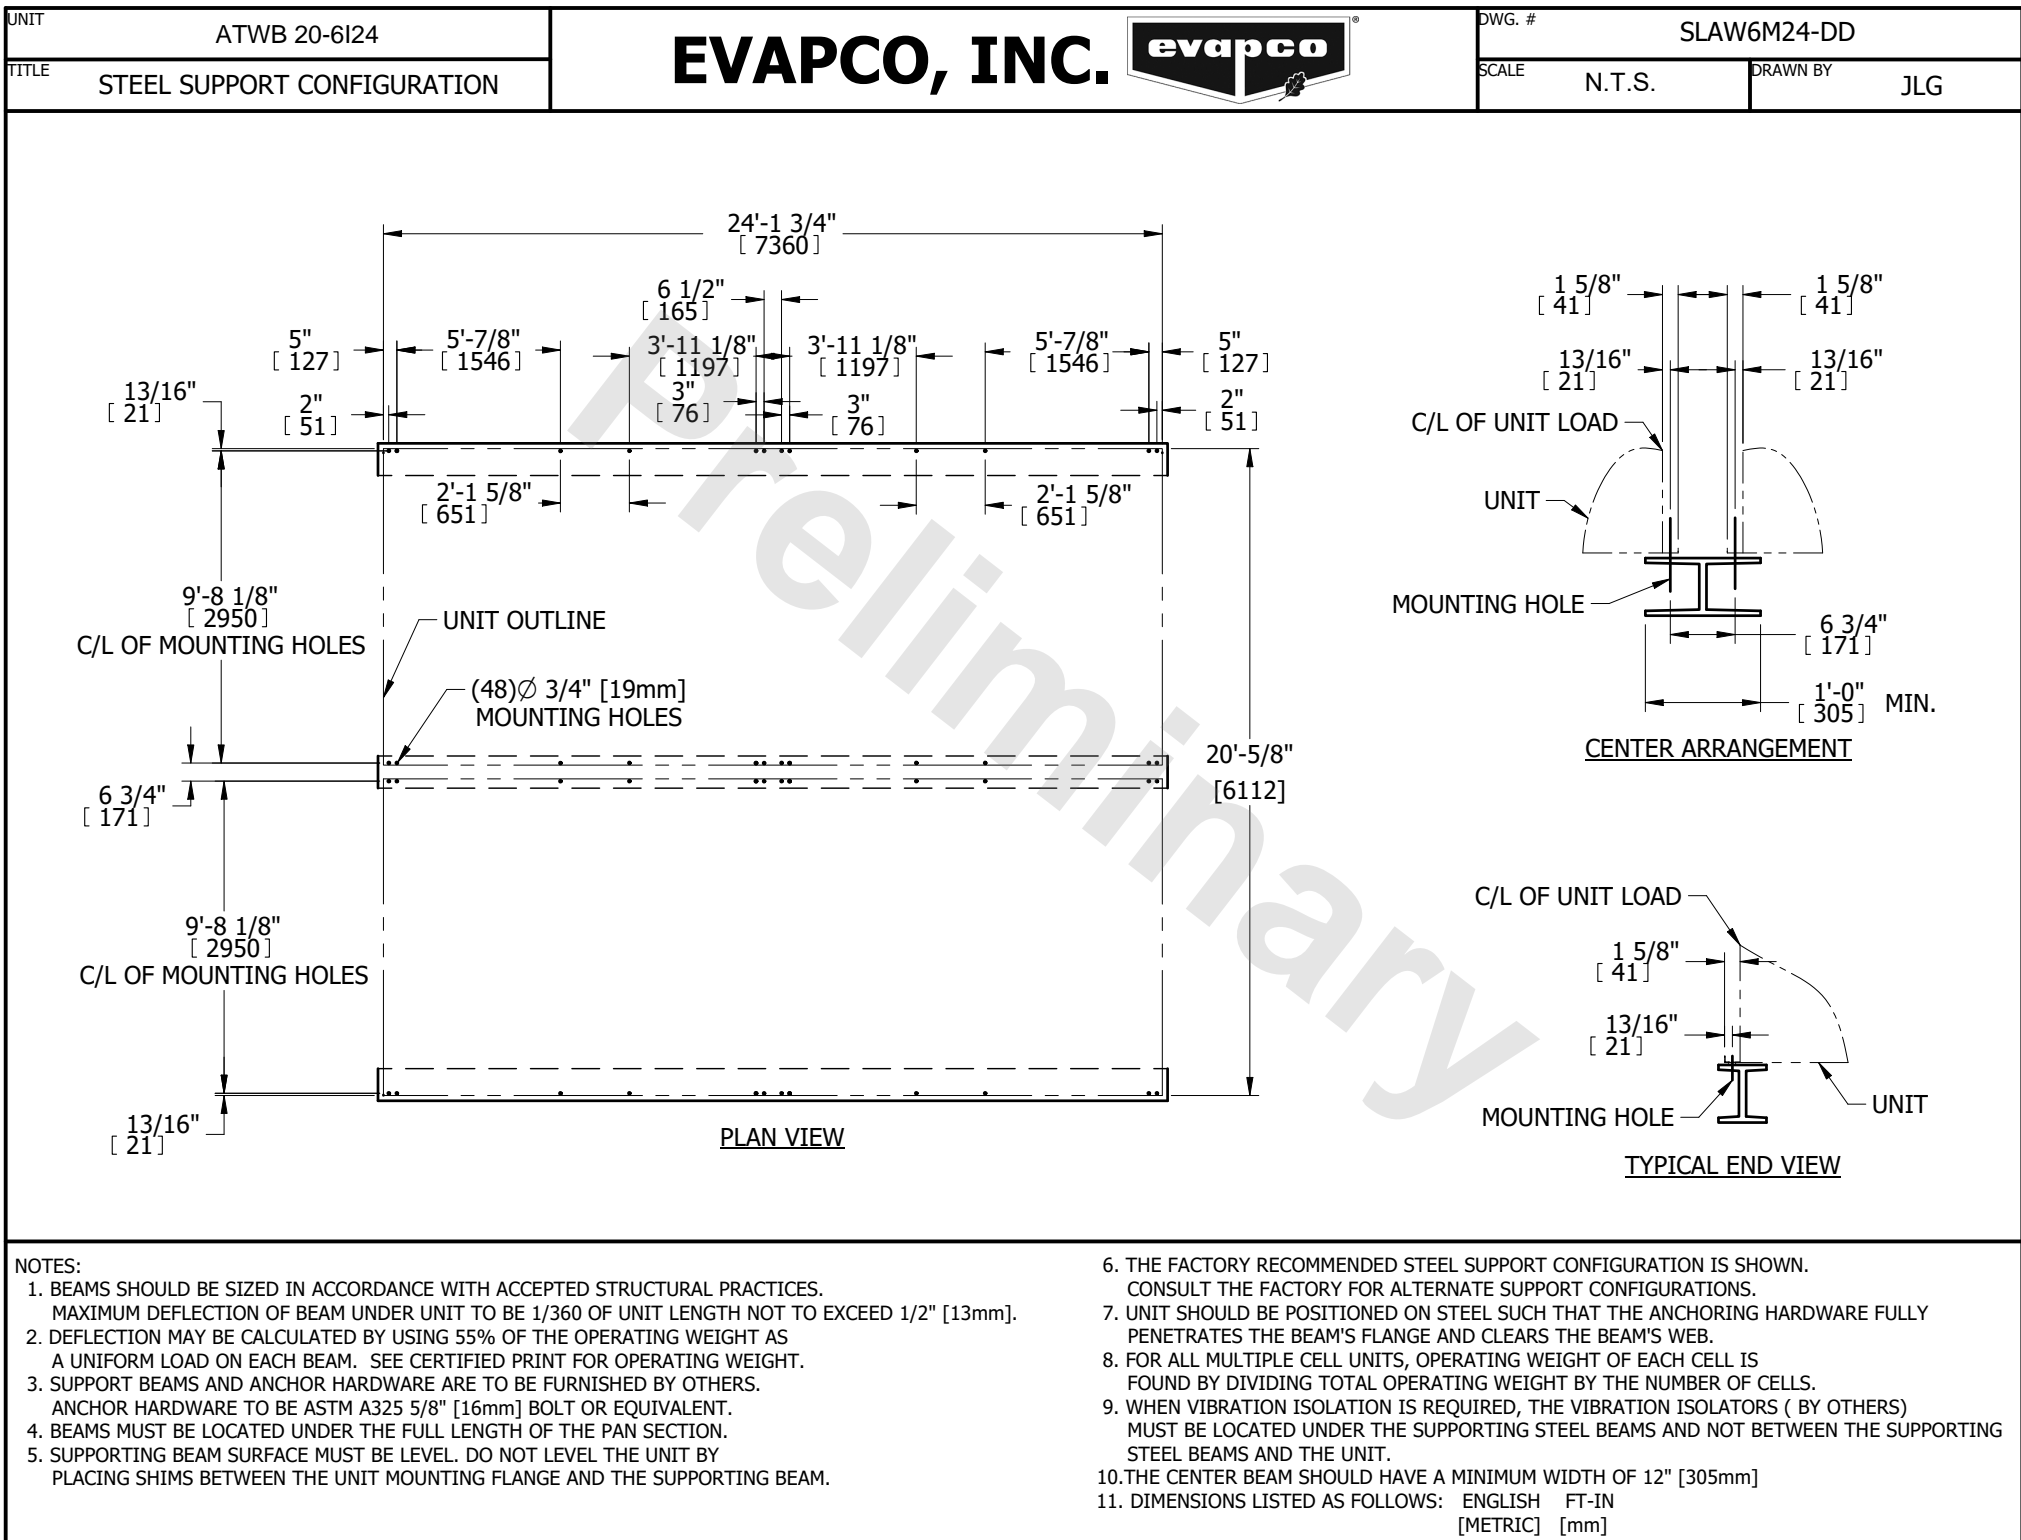 UNIT
ATWB 20-6I24
TITLE
STEEL SUPPORT CONFIGURATION
EVAPCO, INC.
evapco
®
DWG. #
SLAW6M24-DD
SCALE
N.T.S.
DRAWN BY
JLG
24'-1 3/4"
[ 7360 ]
6 1/2"
[ 165 ]
5"
[ 127 ]
5'-7/8"
[ 1546 ]
3'-11 1/8"
[ 1197 ]
3'-11 1/8"
[ 1197 ]
5'-7/8"
[ 1546 ]
5"
[ 127 ]
13/16"
[ 21 ]
2"
[ 51 ]
3"
[ 76 ]
3"
[ 76 ]
2"
[ 51 ]
2'-1 5/8"
[ 651 ]
2'-1 5/8"
[ 651 ]
9'-8 1/8"
[ 2950 ]
C/L OF MOUNTING HOLES
UNIT OUTLINE
(48)∅ 3/4" [19mm]
MOUNTING HOLES
6 3/4"
[ 171 ]
20'-5/8"
[6112]
9'-8 1/8"
[ 2950 ]
C/L OF MOUNTING HOLES
13/16"
[ 21 ]
PLAN VIEW
Preliminary
1 5/8"
[ 41 ]
1 5/8"
[ 41 ]
13/16"
[ 21 ]
13/16"
[ 21 ]
C/L OF UNIT LOAD
UNIT
MOUNTING HOLE
6 3/4"
[ 171 ]
1'-0"
[ 305 ]
MIN.
CENTER ARRANGEMENT
C/L OF UNIT LOAD
1 5/8"
[ 41 ]
13/16"
[ 21 ]
MOUNTING HOLE
UNIT
TYPICAL END VIEW
NOTES:
1. BEAMS SHOULD BE SIZED IN ACCORDANCE WITH ACCEPTED STRUCTURAL PRACTICES.
MAXIMUM DEFLECTION OF BEAM UNDER UNIT TO BE 1/360 OF UNIT LENGTH NOT TO EXCEED 1/2" [13mm].
2. DEFLECTION MAY BE CALCULATED BY USING 55% OF THE OPERATING WEIGHT AS
A UNIFORM LOAD ON EACH BEAM. SEE CERTIFIED PRINT FOR OPERATING WEIGHT.
3. SUPPORT BEAMS AND ANCHOR HARDWARE ARE TO BE FURNISHED BY OTHERS.
ANCHOR HARDWARE TO BE ASTM A325 5/8" [16mm] BOLT OR EQUIVALENT.
4. BEAMS MUST BE LOCATED UNDER THE FULL LENGTH OF THE PAN SECTION.
5. SUPPORTING BEAM SURFACE MUST BE LEVEL. DO NOT LEVEL THE UNIT BY
PLACING SHIMS BETWEEN THE UNIT MOUNTING FLANGE AND THE SUPPORTING BEAM.
6. THE FACTORY RECOMMENDED STEEL SUPPORT CONFIGURATION IS SHOWN.
CONSULT THE FACTORY FOR ALTERNATE SUPPORT CONFIGURATIONS.
7. UNIT SHOULD BE POSITIONED ON STEEL SUCH THAT THE ANCHORING HARDWARE FULLY
PENETRATES THE BEAM'S FLANGE AND CLEARS THE BEAM'S WEB.
8. FOR ALL MULTIPLE CELL UNITS, OPERATING WEIGHT OF EACH CELL IS
FOUND BY DIVIDING TOTAL OPERATING WEIGHT BY THE NUMBER OF CELLS.
9. WHEN VIBRATION ISOLATION IS REQUIRED, THE VIBRATION ISOLATORS ( BY OTHERS)
MUST BE LOCATED UNDER THE SUPPORTING STEEL BEAMS AND NOT BETWEEN THE SUPPORTING
STEEL BEAMS AND THE UNIT.
10.THE CENTER BEAM SHOULD HAVE A MINIMUM WIDTH OF 12" [305mm]
11. DIMENSIONS LISTED AS FOLLOWS: ENGLISH FT-IN
[METRIC] [mm]